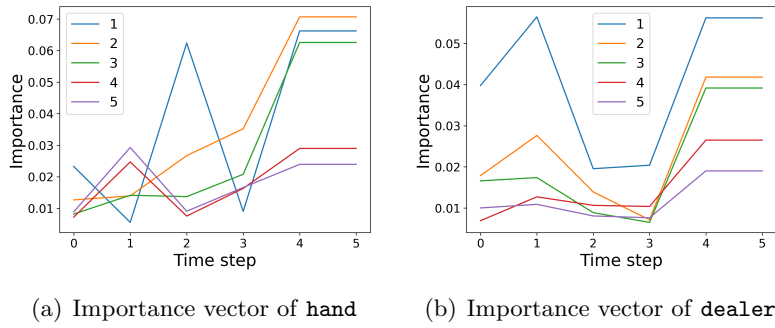 0.07
0.06
0.05
0.04
0.03
0.02
0.01
Importance
1
2
3
4
5
0 1 2 3 4 5
Time step
0.05
0.04
0.03
0.02
0.01
Importance
1
2
3
4
5
0 1 2 3 4 5
Time step
(a) Importance vector of hand
(b) Importance vector of dealer